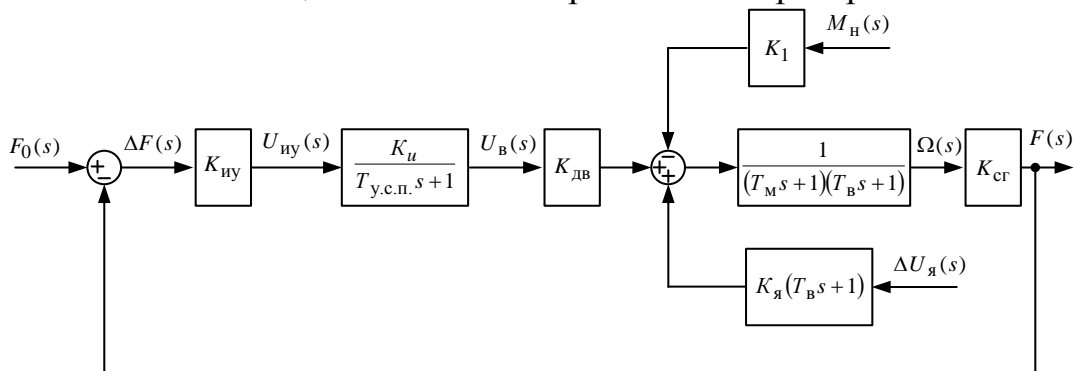 M_н(s)
K_1
F_0(s)
ΔF(s)
K_иу
U_иу(s)
K_u
T_у.с.п. s+1
U_в(s)
K_дв
1
(T_м s+1)(T_в s+1)
Ω(s)
K_сг
F(s)
K_я(T_в s+1)
ΔU_я(s)